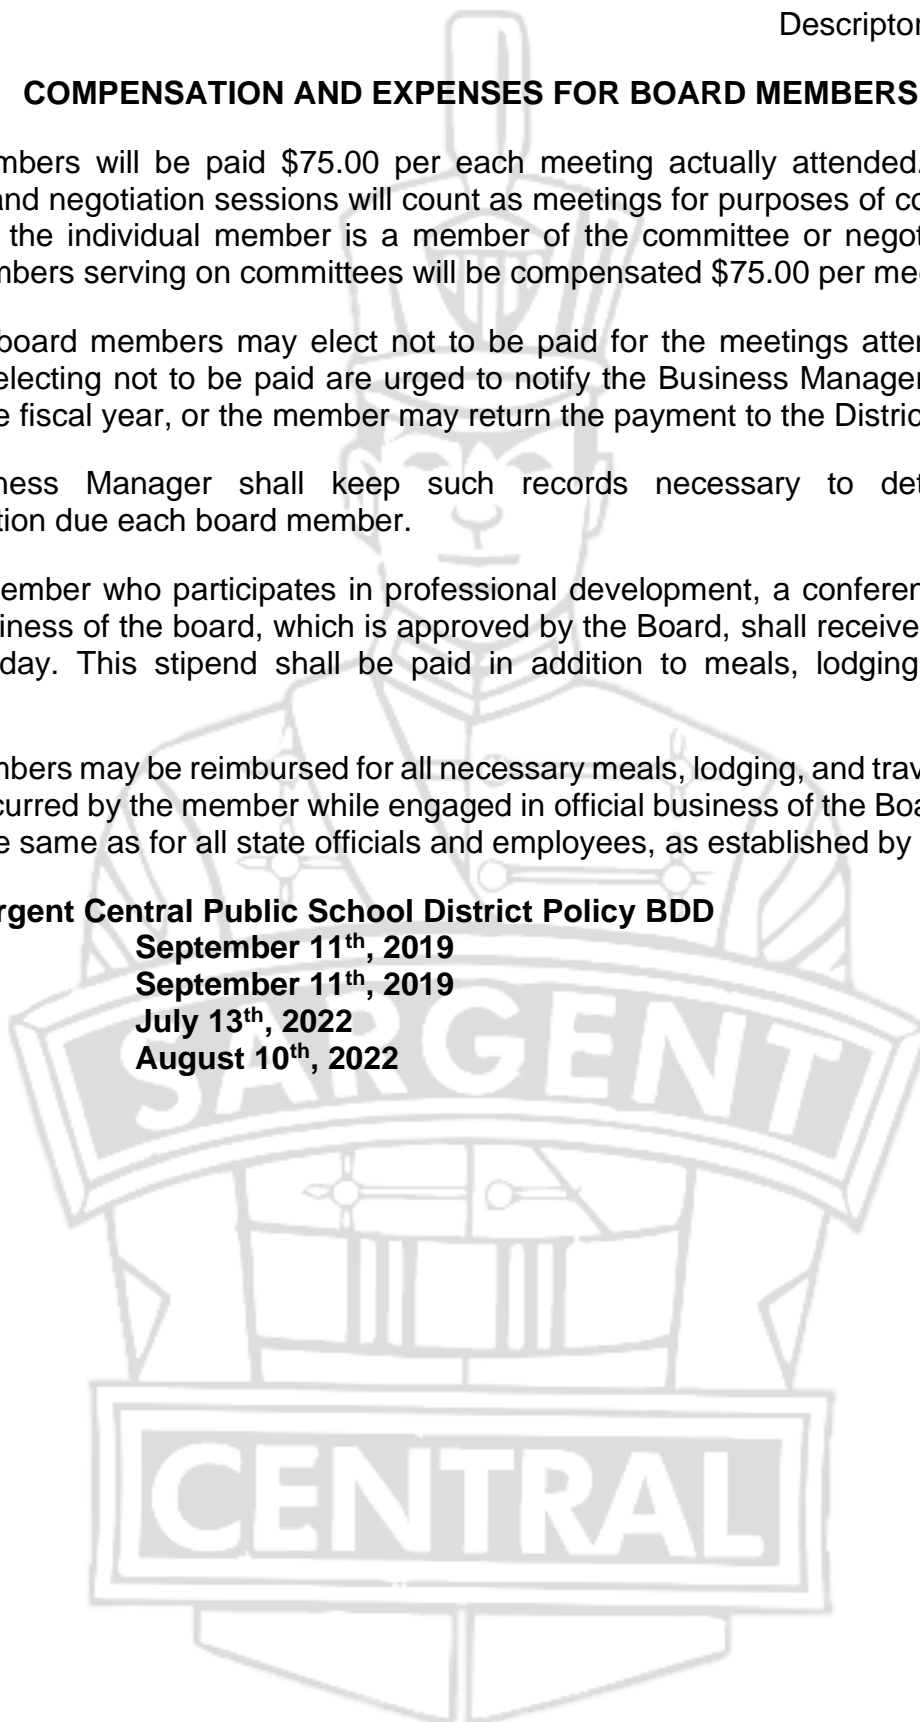 Descriptor
COMPENSATION AND EXPENSES FOR BOARD MEMBERS
mbers will be paid $75.00 per each meeting actually attended.
and negotiation sessions will count as meetings for purposes of co
the individual member is a member of the committee or negot
mbers serving on committees will be compensated $75.00 per mee
board members may elect not to be paid for the meetings atten
electing not to be paid are urged to notify the Business Manager
e fiscal year, or the member may return the payment to the Distric
ness Manager shall keep such records necessary to det
tion due each board member.
ember who participates in professional development, a conferen
iness of the board, which is approved by the Board, shall receive
day. This stipend shall be paid in addition to meals, lodging
mbers may be reimbursed for all necessary meals, lodging, and trav
curred by the member while engaged in official business of the Boa
e same as for all state officials and employees, as established by
rgent Central Public School District Policy BDD
September 11th, 2019
September 11th, 2019
July 13th, 2022
August 10th, 2022
SARGENT
CENTRAL